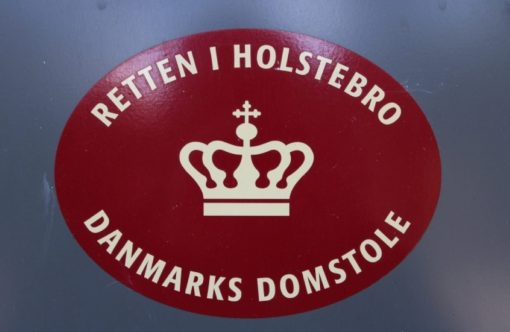 RETTEN I HOLSTEBRO
DANMARKS DOMSTOLE